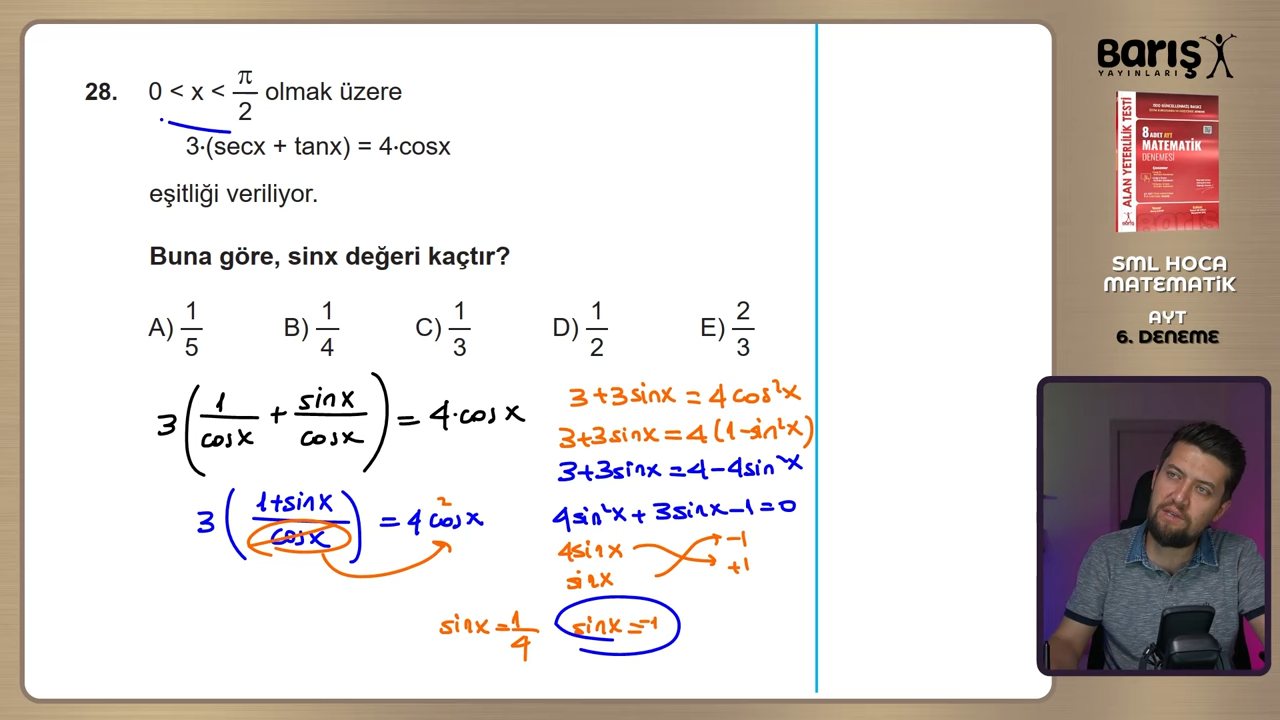 28. 0 < x < π/2 olmak üzere
3·(secx + tanx) = 4·cosx
eşitliği veriliyor.
Buna göre, sinx değeri kaçtır?
A) 1/5 B) 1/4 C) 1/3 D) 1/2 E) 2/3
3(1/cosx + sinx/cosx) = 4·cosx
3(1+sinx/cosx) = 4cos²x
3+3sinx = 4cos²x
3+3sinx = 4(1-sin²x)
3+3sinx = 4-4sin²x
4sin²x + 3sinx - 1 = 0
4sinx -1
sinx +1
sinx = 1/4 sinx = -1
BARIŞ
YAYINLARI
ALAN YETERLİLİK TESTİ
8 ADET AYT
MATEMATİK
DENEMESİ
BARIŞ
SML HOCA
MATEMATİK
AYT
6. DENEME